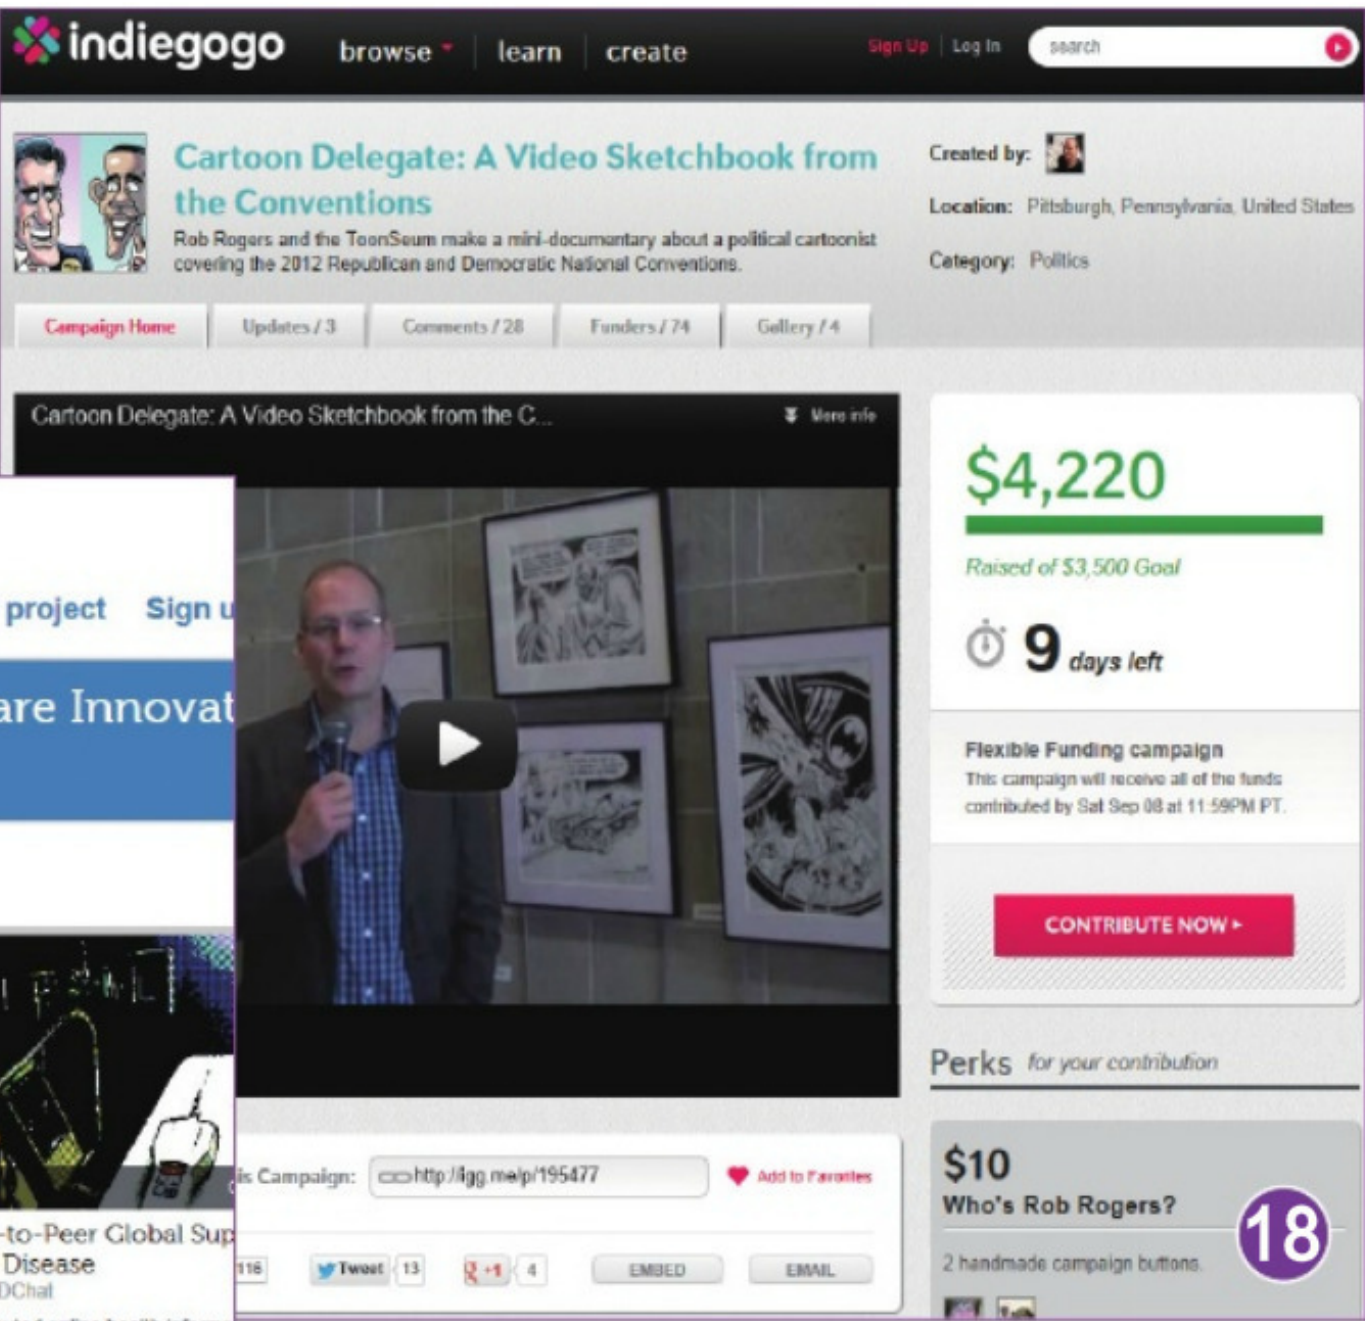 indiegogo
browse
learn
create
Sign Up
Log In
search
Cartoon Delegate: A Video Sketchbook from
the Conventions
Rob Rogers and the ToonSeum make a mini-documentary about a political cartoonist
covering the 2012 Republican and Democratic National Conventions.
Created by:
Location: Pittsburgh, Pennsylvania, United States
Category: Politics
Campaign Home
Updates / 3
Comments / 28
Funders / 74
Gallery / 4
Cartoon Delegate: A Video Sketchbook from the C...
More info
$4,220
Raised of $3,500 Goal
9 days left
Flexible Funding campaign
This campaign will receive all of the funds
contributed by Sat Sep 08 at 11:59PM PT.
CONTRIBUTE NOW
Perks for your contribution
$10
Who's Rob Rogers?
2 handmade campaign buttons.
18
project Sign u
are Innovat
-to-Peer Global Sup
Disease
DChat
is Campaign:
http://igg.me/p/195477
Add to Favorites
116
Tweet 13
+1 4
EMBED
EMAIL